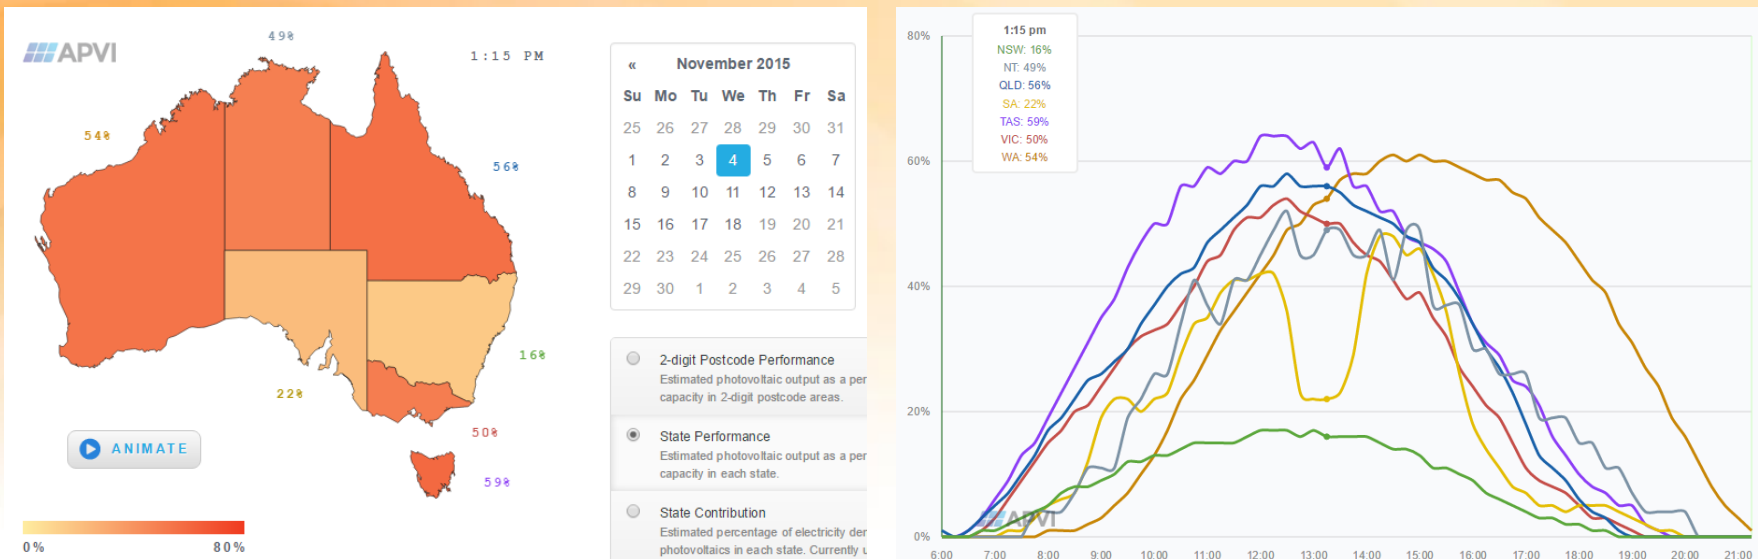 APVI
49%
1:15 PM
54%
56%
16%
22%
50%
59%
ANIMATE
0%
80%
« November 2015
Su Mo Tu We Th Fr Sa
25 26 27 28 29 30 31
1 2 3 4 5 6 7
8 9 10 11 12 13 14
15 16 17 18 19 20 21
22 23 24 25 26 27 28
29 30 1 2 3 4 5
2-digit Postcode Performance
Estimated photovoltaic output as a per
capacity in 2-digit postcode areas.
State Performance
Estimated photovoltaic output as a per
capacity in each state.
State Contribution
Estimated percentage of electricity der
photovoltaics in each state. Currently u
1:15 pm
NSW: 16%
NT: 49%
QLD: 56%
SA: 22%
TAS: 59%
VIC: 50%
WA: 54%
80%
60%
40%
20%
0%
APVI
6:00 7:00 8:00 9:00 10:00 11:00 12:00 13:00 14:00 15:00 16:00 17:00 18:00 19:00 20:00 21:00